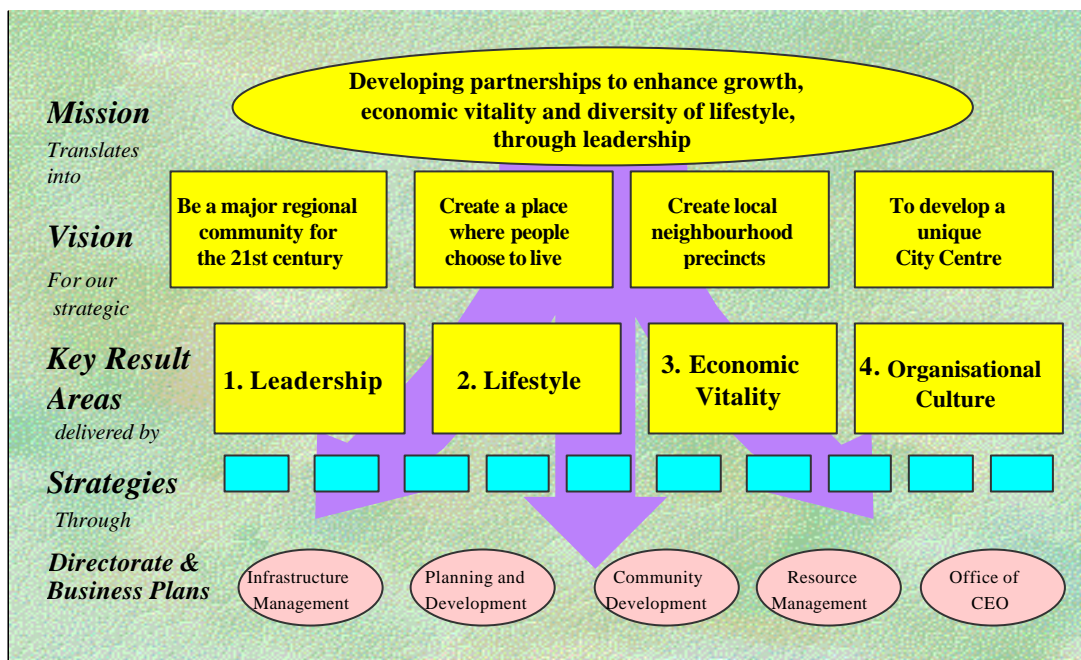 Developing partnerships to enhance growth,
economic vitality and diversity of lifestyle,
through leadership
Mission
Translates
into
Be a major regional
community for
the 21st century
Create a place
where people
choose to live
Create local
neighbourhood
precincts
To develop a
unique
City Centre
Vision
For our
strategic
Key Result
Areas
delivered by
1. Leadership
2. Lifestyle
3. Economic
Vitality
4. Organisational
Culture
Strategies
Through
Directorate &
Business Plans
Infrastructure
Management
Planning and
Development
Community
Development
Resource
Management
Office of
CEO